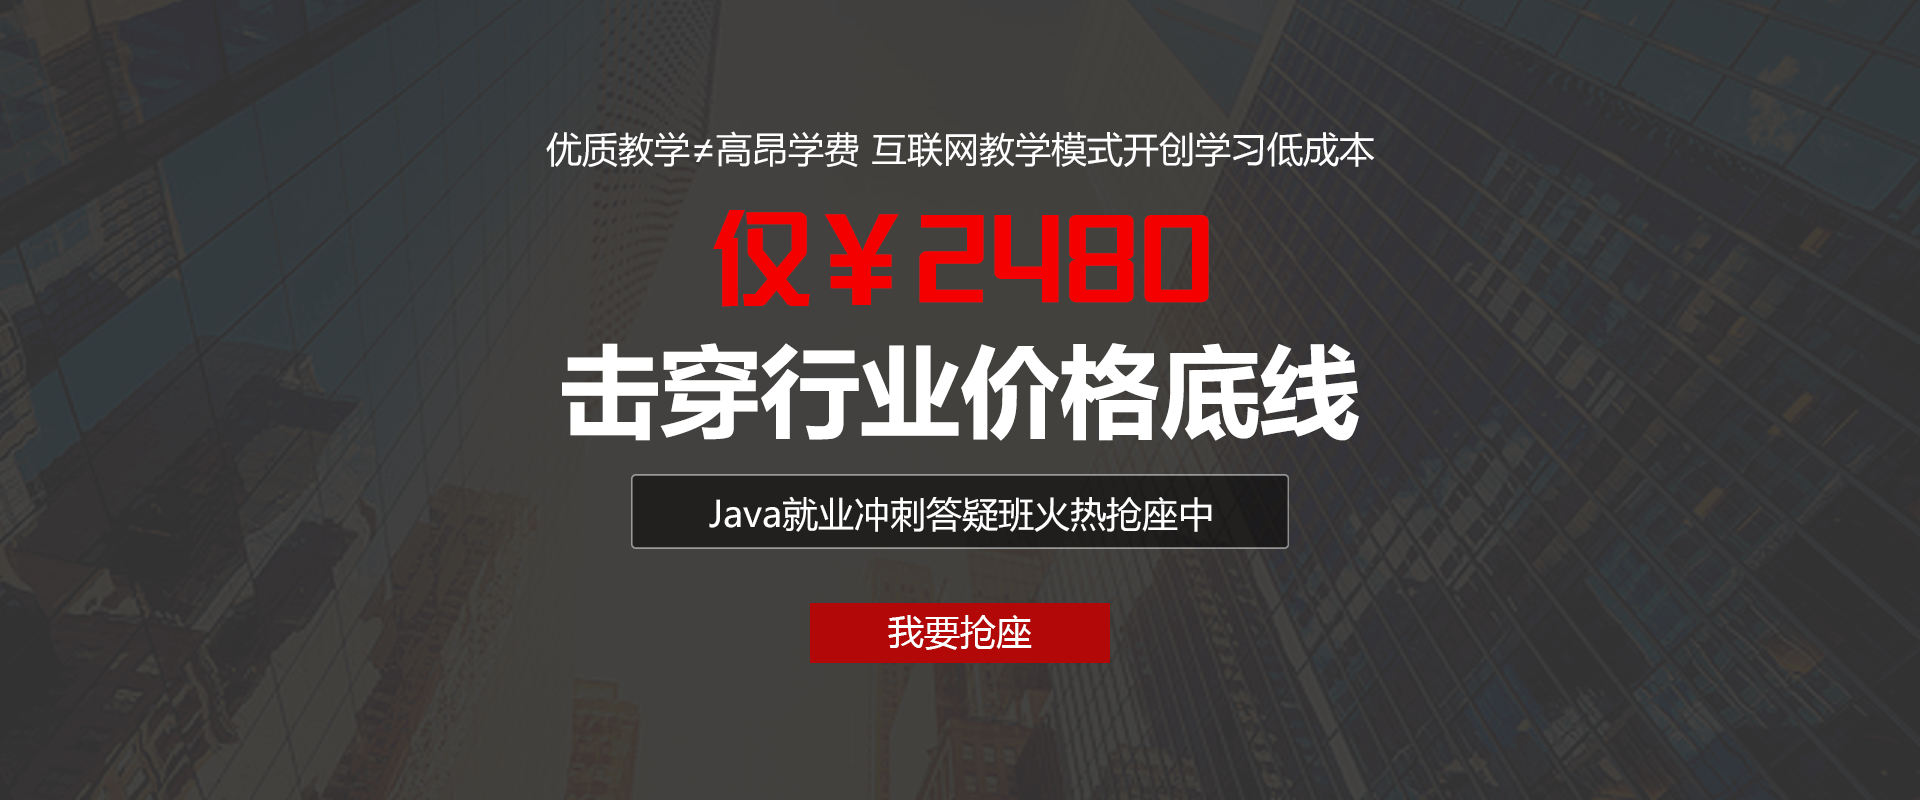 优质教学≠高昂学费 互联网教学模式开创学习低成本
仅¥2480
击穿行业价格底线
Java就业冲刺答疑班火热抢座中
我要抢座